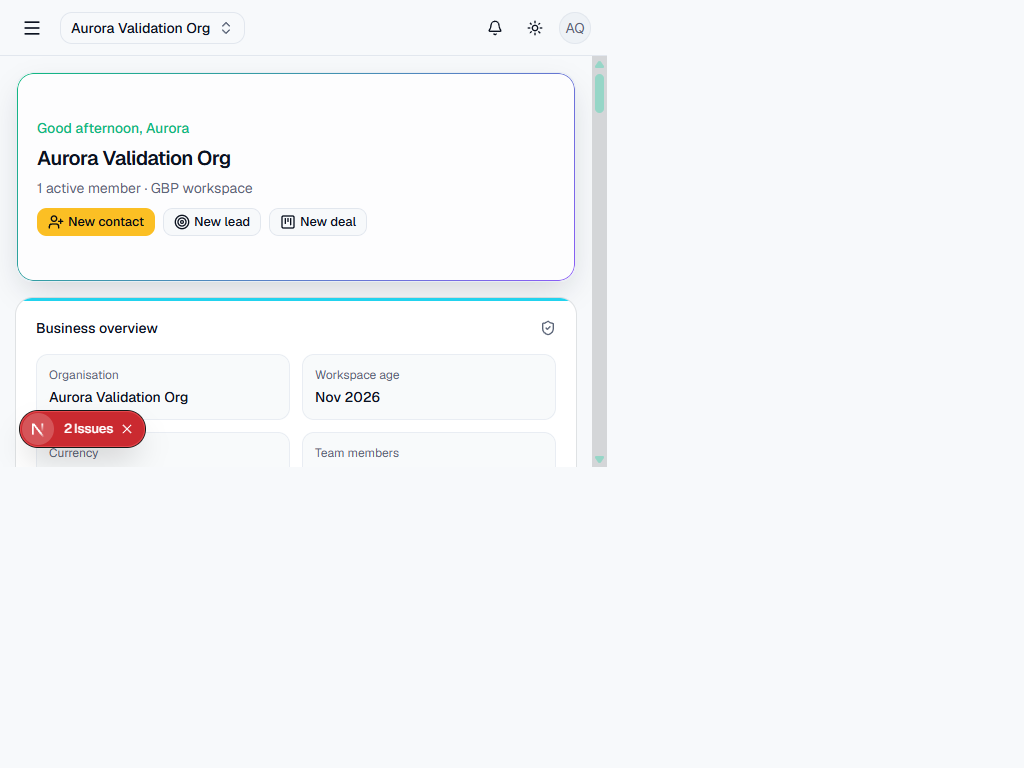 Aurora Validation Org
AQ
Good afternoon, Aurora
Aurora Validation Org
1 active member · GBP workspace
New contact
New lead
New deal
Business overview
Organisation
Aurora Validation Org
Workspace age
Nov 2026
N 2 Issues
Currency
Team members